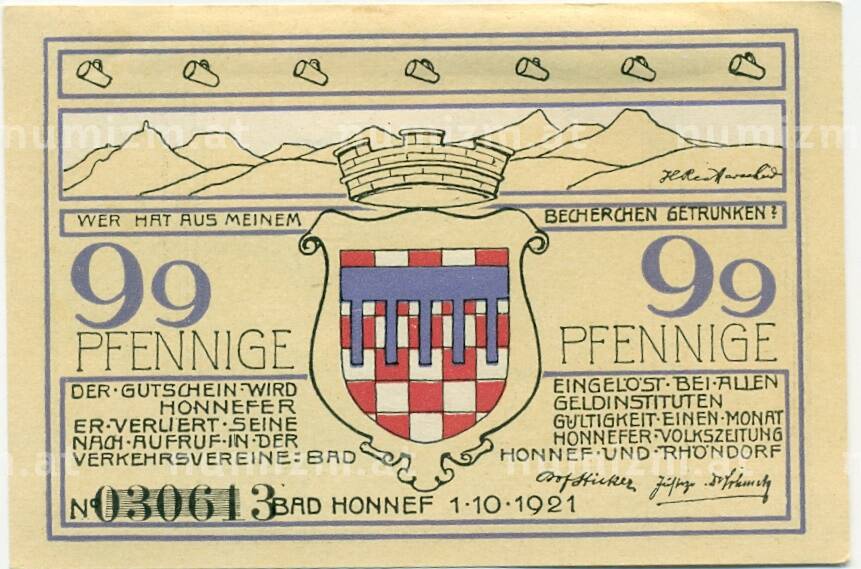 WER HAT AUS MEINEM BECHERCHEN GETRUNKEN?
99 99
PFENNIGE PFENNIGE
DER·GUTSCHEIN·WIRD EINGELÖST·BEI·ALLEN
HONNEFER GELDINSTITUTEN
ER·VERLIERT·SEINE GÜLTIGKEIT·EINEN·MONAT
NACH·AUFRUF·IN·DER HONNEFER·VOLKSZEITUNG
VERKEHRSVEREINE:BAD HONNEF·UND·RHÖNDORF
Nº 030613 BAD HONNEF 1·10·1921
numizm.at